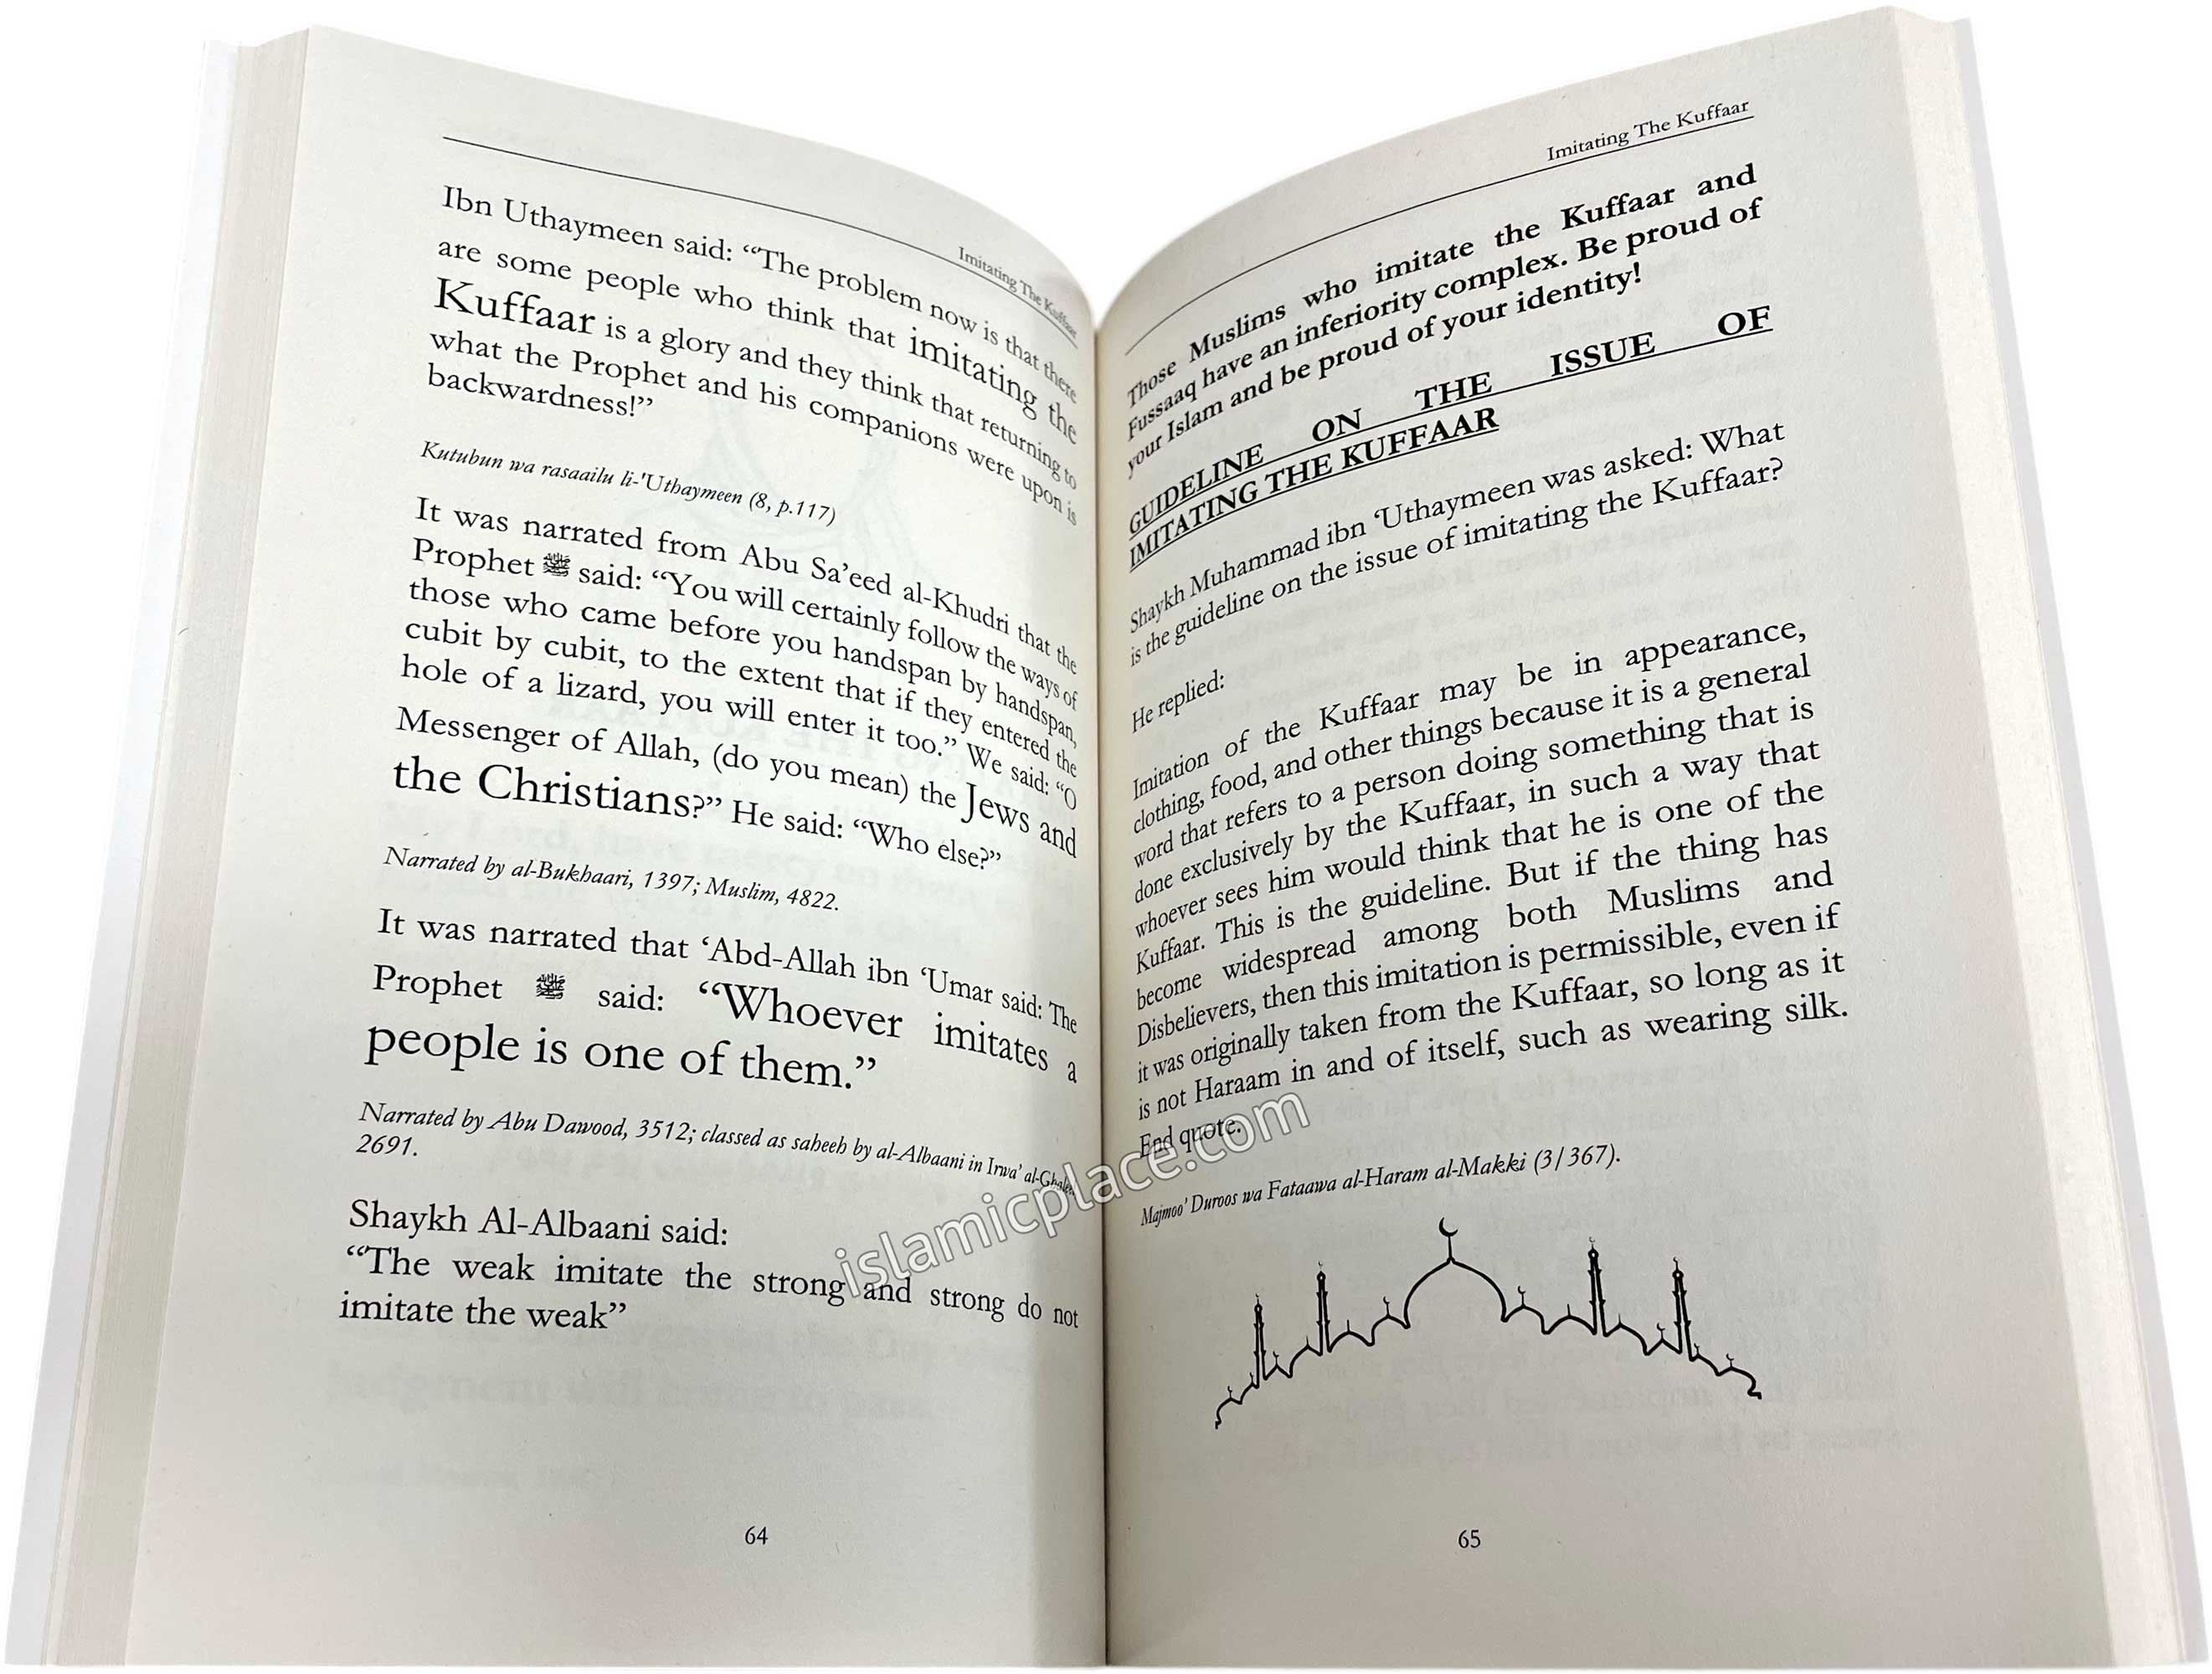 Imitating The Kuffaar
Ibn Uthaymeen said: “The problem now is that there
are some people who think that imitating the
Kuffaar is a glory and they think that returning to
what the Prophet and his companions were upon is
backwardness!”
Kutubun wa rasaailu li-'Uthaymeen (8, p.117)
It was narrated from Abu Sa’eed al-Khudri that the
Prophet ﷺ said: “You will certainly follow the ways of
those who came before you handspan by handspan,
cubit by cubit, to the extent that if they entered the
hole of a lizard, you will enter it too.” We said: “O
Messenger of Allah, (do you mean) the Jews and
the Christians?” He said: “Who else?”
Narrated by al-Bukhaari, 1397; Muslim, 4822.
It was narrated that ‘Abd-Allah ibn ‘Umar said: The
Prophet ﷺ said: “Whoever imitates a
people is one of them.”
Narrated by Abu Dawood, 3512; classed as saheeh by al-Albaani in Irwa’ al-Ghaleel
2691.
Shaykh Al-Albaani said:
“The weak imitate the strong and strong do not
imitate the weak”
64
Imitating The Kuffaar
Those Muslims who imitate the Kuffaar and
Fussaaq have an inferiority complex. Be proud of
your Islam and be proud of your identity!
GUIDELINE ON THE ISSUE OF
IMITATING THE KUFFAAR
Shaykh Muhammad ibn ‘Uthaymeen was asked: What
is the guideline on the issue of imitating the Kuffaar?
He replied:
Imitation of the Kuffaar may be in appearance,
clothing, food, and other things because it is a general
word that refers to a person doing something that is
done exclusively by the Kuffaar, in such a way that
whoever sees him would think that he is one of the
Kuffaar. This is the guideline. But if the thing has
become widespread among both Muslims and
Disbelievers, then this imitation is permissible, even if
it was originally taken from the Kuffaar, so long as it
is not Haraam in and of itself, such as wearing silk.
End quote.
Majmoo’ Duroos wa Fataawa al-Haram al-Makki (3/367).
65
islamicplace.com